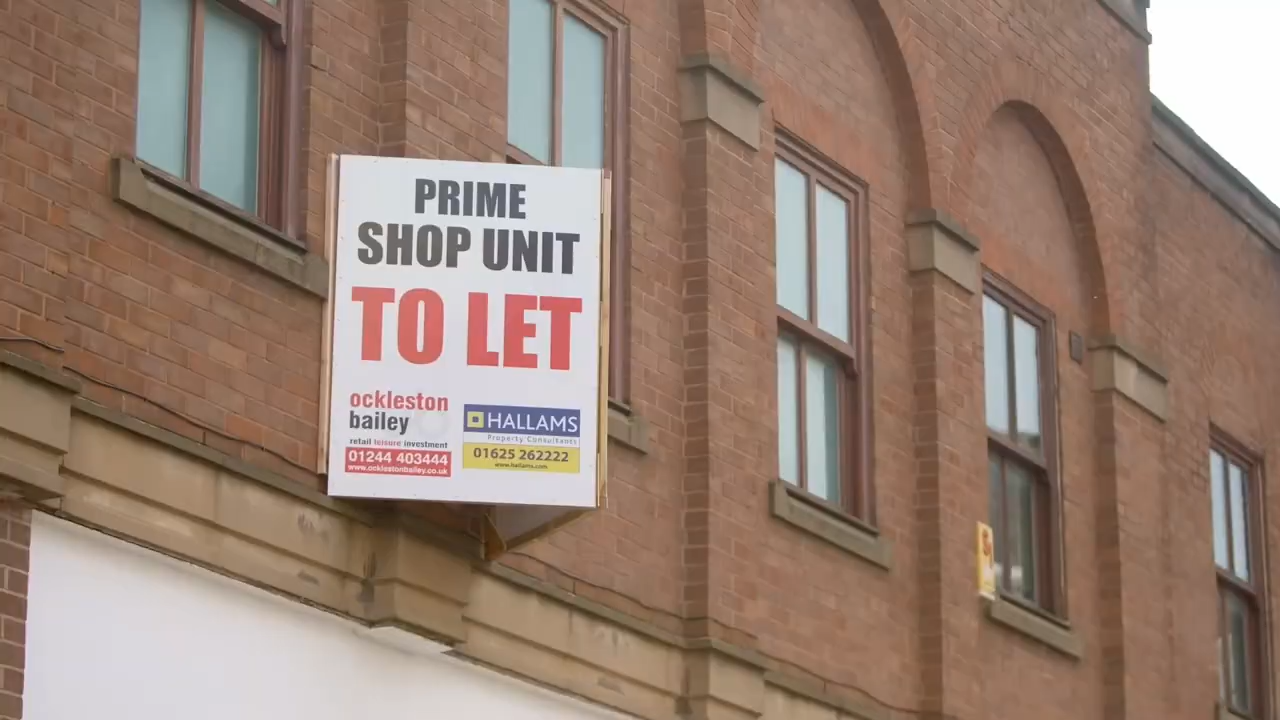 PRIME
SHOP UNIT
TO LET
ockleston
bailey
retail leisure investment
01244 403444
www.ocklestonbailey.co.uk
HALLAMS
Property Consultants
01625 262222
www.hallams.com